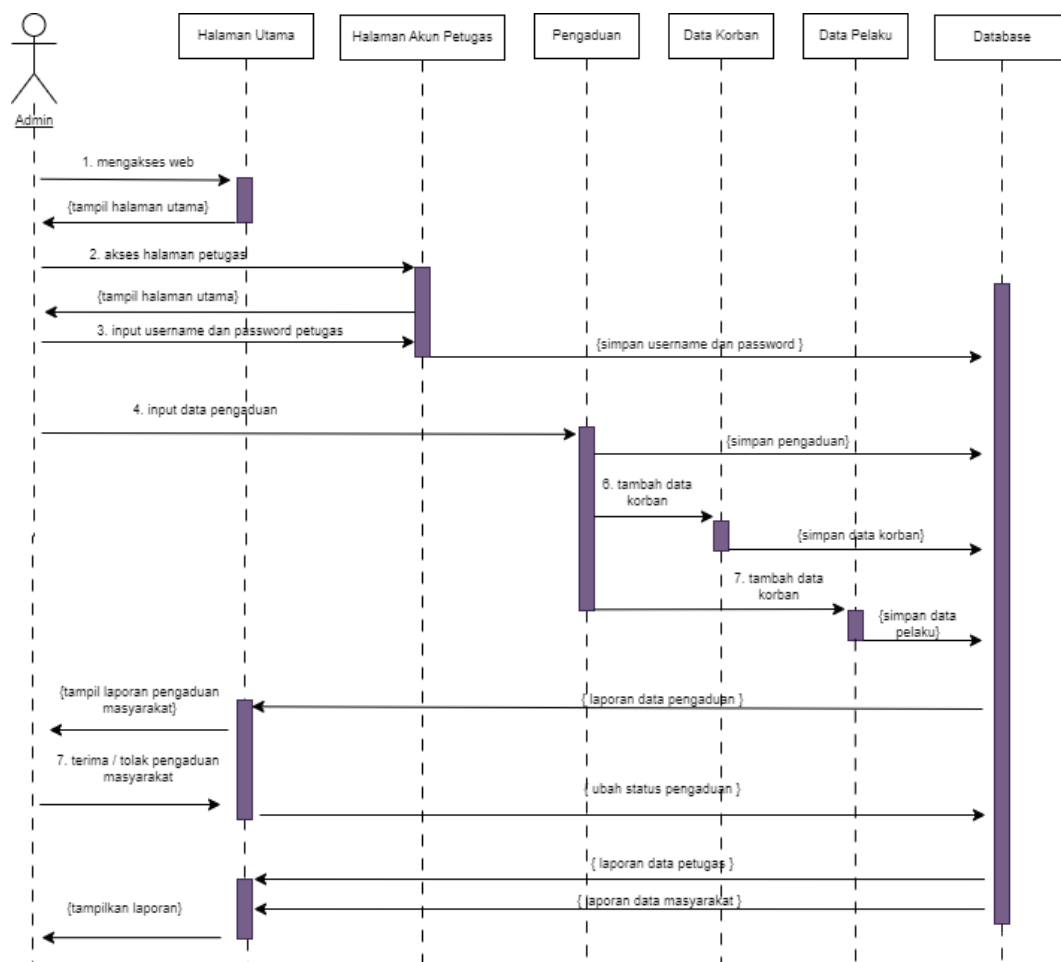 Halaman Utama
Halaman Akun Petugas
Pengaduan
Data Korban
Data Pelaku
Database
Admin
1. mengakses web
{tampil halaman utama}
2. akses halaman petugas
{tampil halaman utama}
3. input username dan password petugas
{simpan username dan password }
4. input data pengaduan
{simpan pengaduan}
6. tambah data
korban
{simpan data korban}
7. tambah data
korban
{simpan data
pelaku}
{tampil laporan pengaduan
masyarakat}
{ laporan data pengaduan }
7. terima / tolak pengaduan
masyarakat
{ ubah status pengaduan }
{ laporan data petugas }
{ laporan data masyarakat }
{tampilkan laporan}